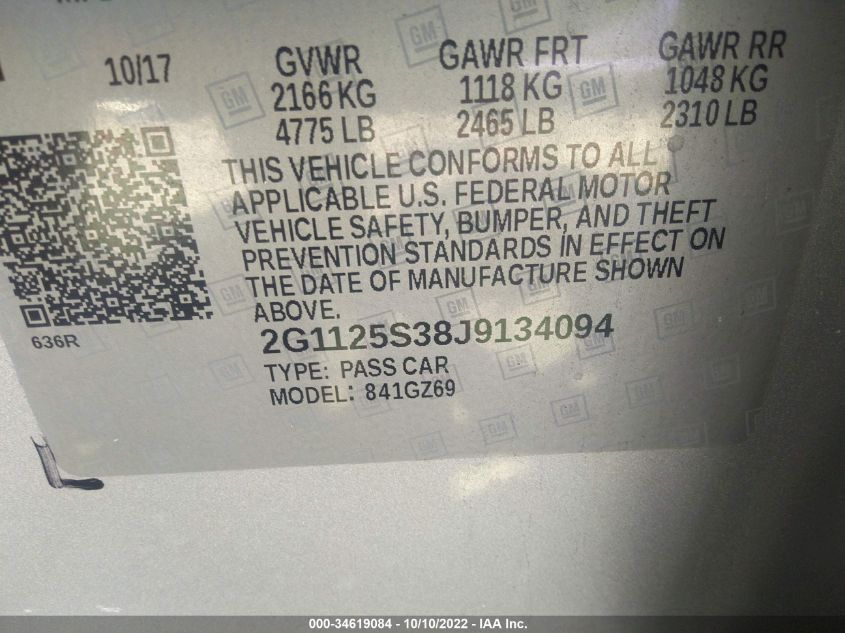 10/17 GVWR GAWR FRT GAWR RR
2166 KG 1118 KG 1048 KG
4775 LB 2465 LB 2310 LB
THIS VEHICLE CONFORMS TO ALL
APPLICABLE U.S. FEDERAL MOTOR
VEHICLE SAFETY, BUMPER, AND THEFT
PREVENTION STANDARDS IN EFFECT ON
THE DATE OF MANUFACTURE SHOWN
ABOVE.
636R
2G1125S38J9134094
TYPE: PASS CAR
MODEL: 841GZ69
GM
000-34619084 - 10/10/2022 - IAA Inc.